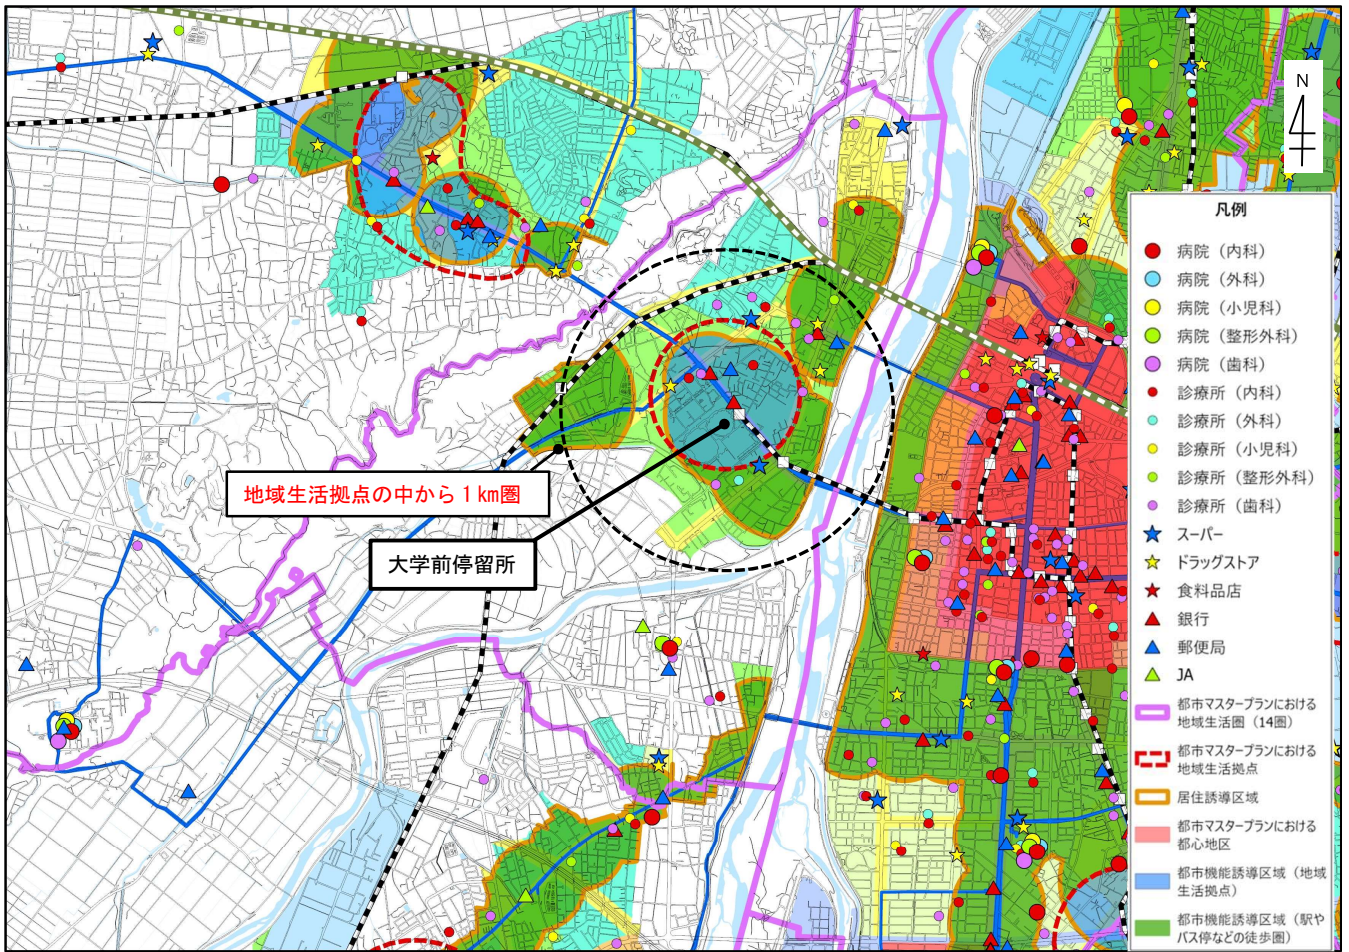 N
凡例
病院（内科）
病院（外科）
病院（小児科）
病院（整形外科）
病院（歯科）
診療所（内科）
診療所（外科）
診療所（小児科）
診療所（整形外科）
診療所（歯科）
スーパー
ドラッグストア
食料品店
銀行
郵便局
JA
都市マスタープランにおける
地域生活圏（14圏）
都市マスタープランにおける
地域生活拠点
居住誘導区域
都市マスタープランにおける
都心地区
都市機能誘導区域（地域
生活拠点）
都市機能誘導区域（駅や
バス停などの徒歩圏）
地域生活拠点の中から１km圏
大学前停留所